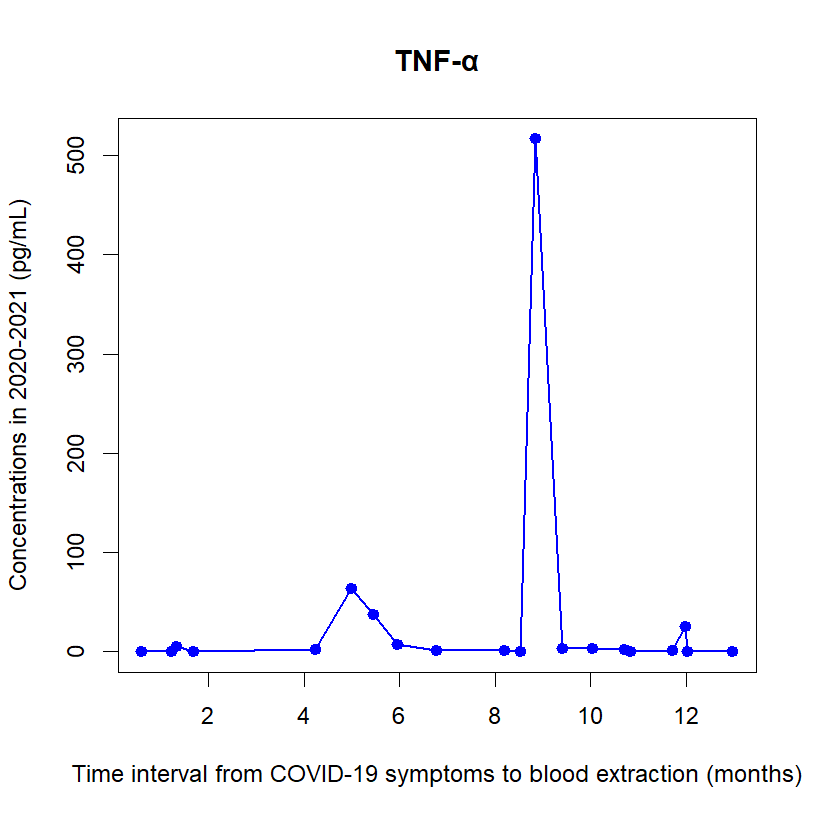 TNF-α
Concentrations in 2020-2021 (pg/mL)
500
400
300
200
100
0
2 4 6 8 10 12
Time interval from COVID-19 symptoms to blood extraction (months)